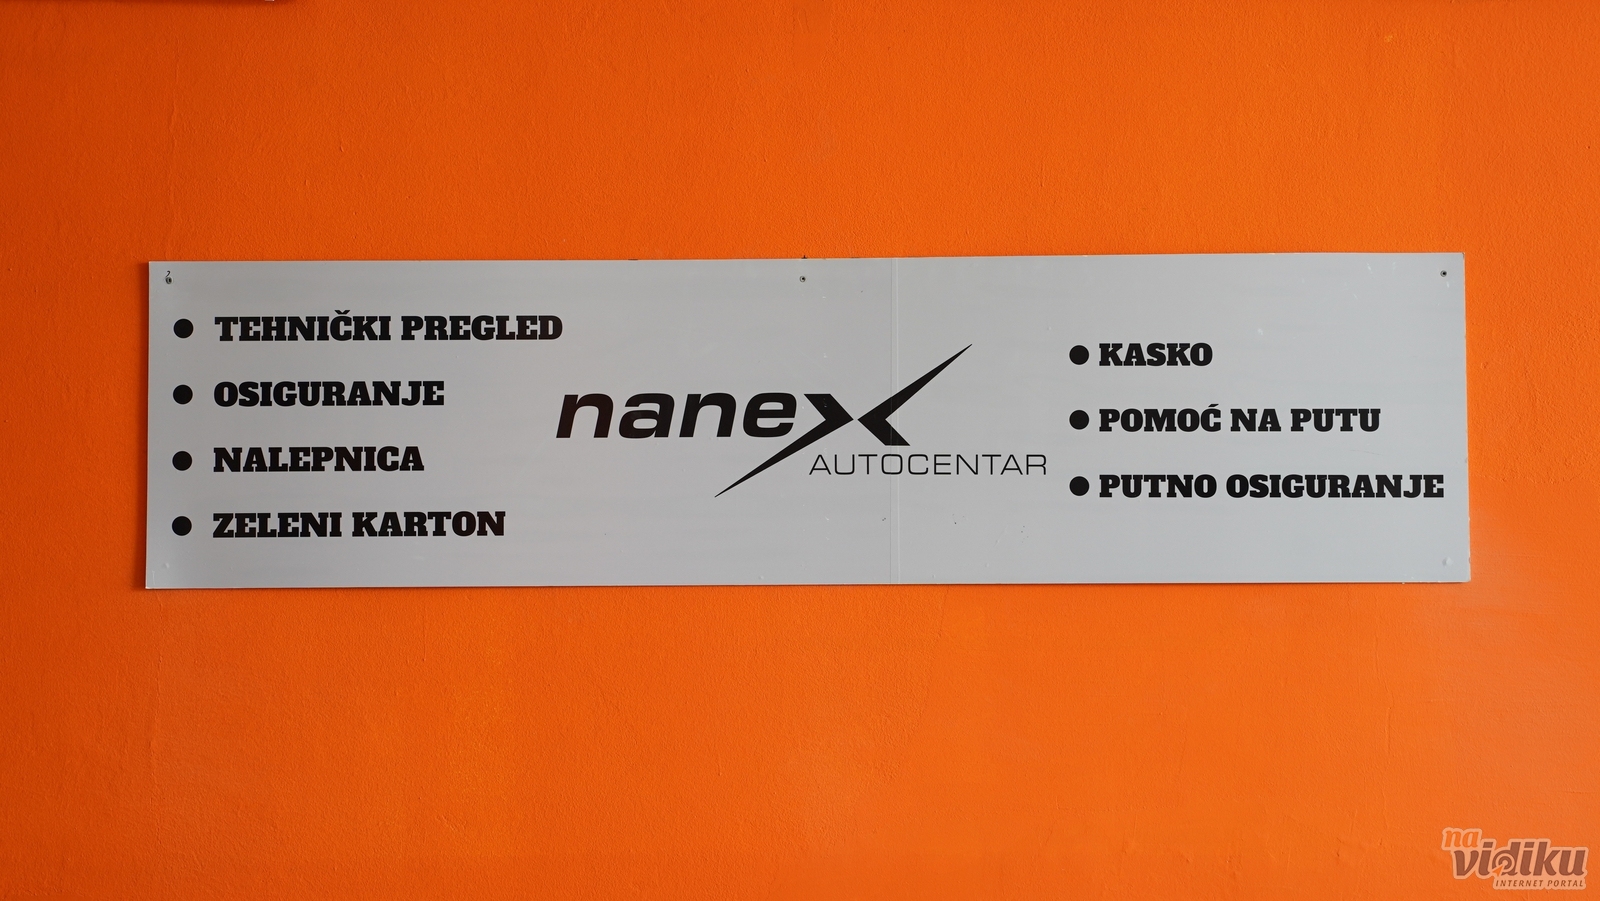 ● TEHNIČKI PREGLED
● OSIGURANJE
● NALEPNICA
● ZELENI KARTON
nanex
AUTOCENTAR
● KASKO
● POMOĆ NA PUTU
● PUTNO OSIGURANJE
na
vidiku
INTERNET PORTAL